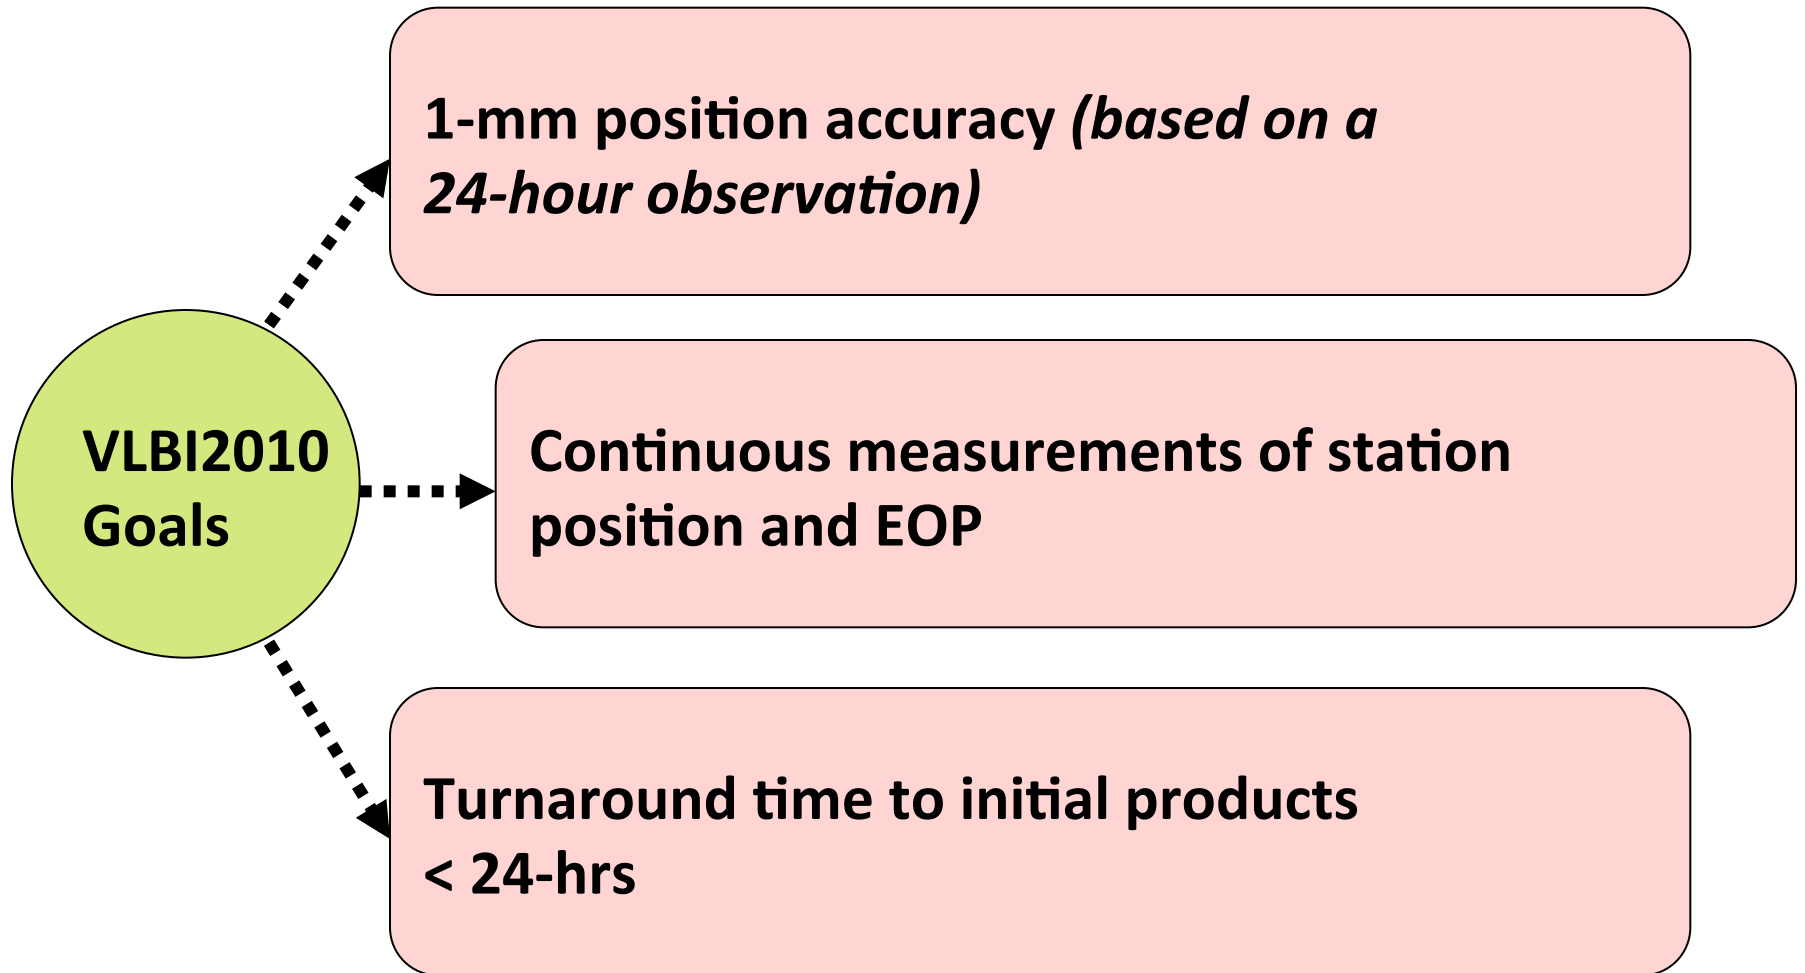 1-mm position accuracy (based on a
24-hour observation)
VLBI2010
Goals
Continuous measurements of station
position and EOP
Turnaround time to initial products
< 24-hrs